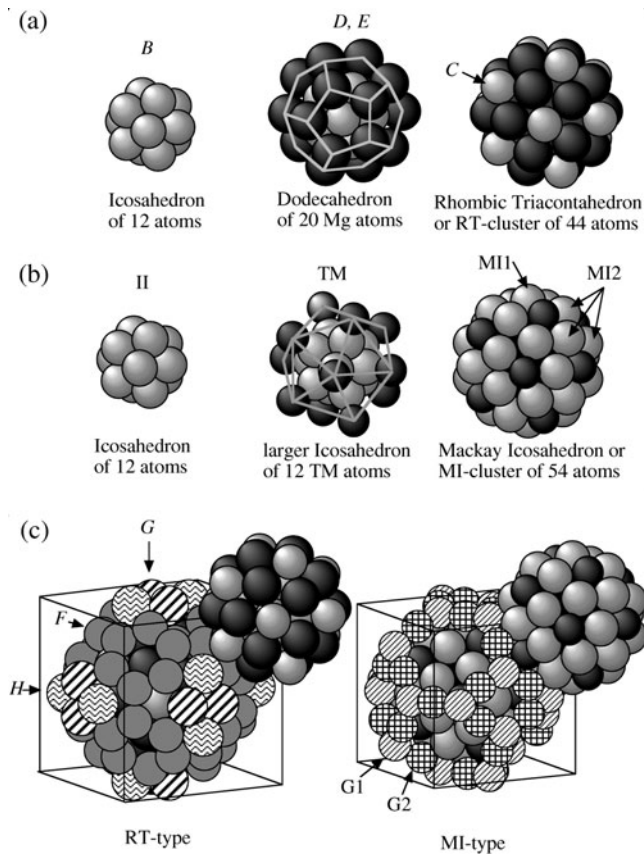 (a)
B
D, E
C
Icosahedron
of 12 atoms
Dodecahedron
of 20 Mg atoms
Rhombic Triacontahedron
or RT-cluster of 44 atoms
(b)
II
TM
MI1
MI2
Icosahedron
of 12 atoms
larger Icosahedron
of 12 TM atoms
Mackay Icosahedron or
MI-cluster of 54 atoms
(c)
G
F
H
G1
G2
RT-type
MI-type